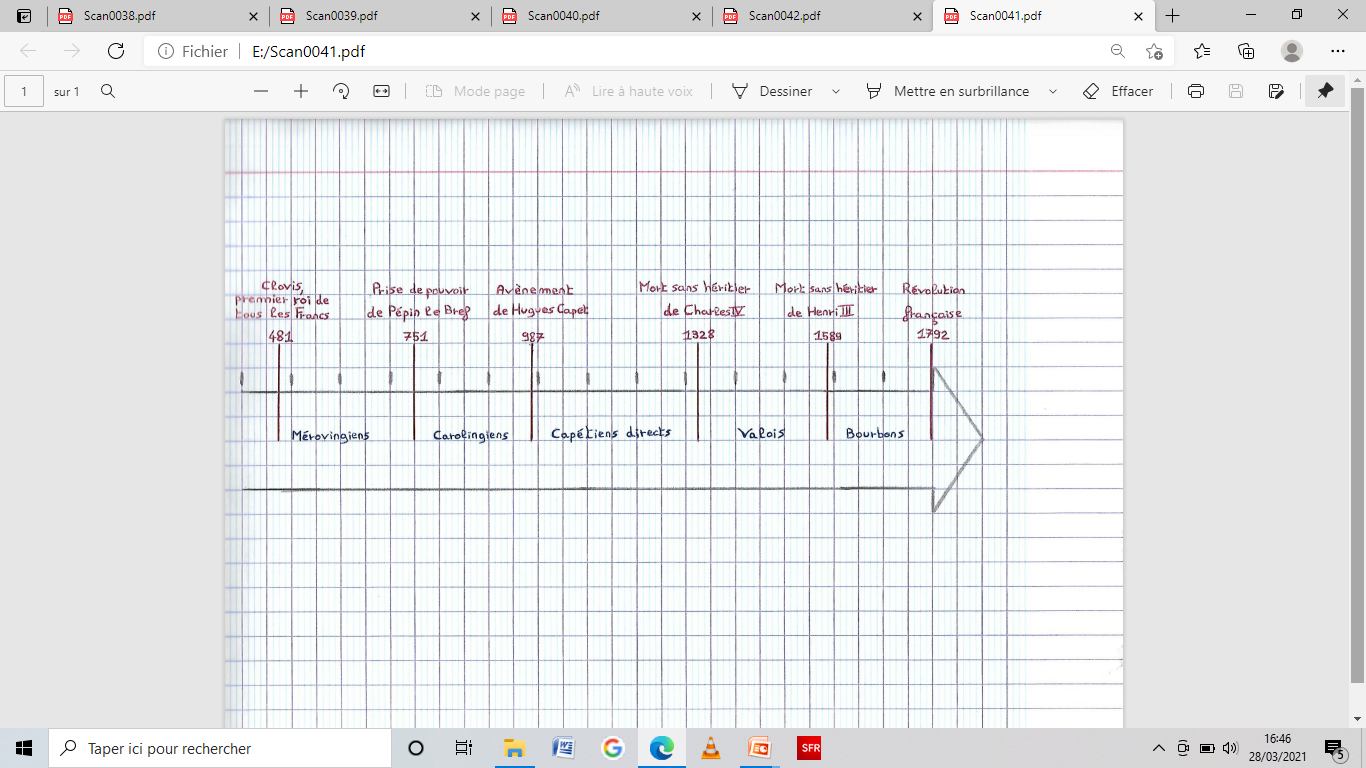 Scan0038.pdf
Scan0039.pdf
Scan0040.pdf
Scan0042.pdf
Scan0041.pdf
Fichier
E:/Scan0041.pdf
1
sur 1
Mode page
Lire à haute voix
Dessiner
Mettre en surbrillance
Effacer
Clovis,
premier roi de
tous les Francs
481
Prise de pouvoir
de Pépin le Bref
751
Avènement
de Hugues Capet
987
Mort sans héritier
de Charles IV
1328
Mort sans héritier
de Henri III
1589
Révolution
française
1792
Mérovingiens
Carolingiens
Capétiens directs
Valois
Bourbons
Taper ici pour rechercher
SFR
16:46
28/03/2021
5